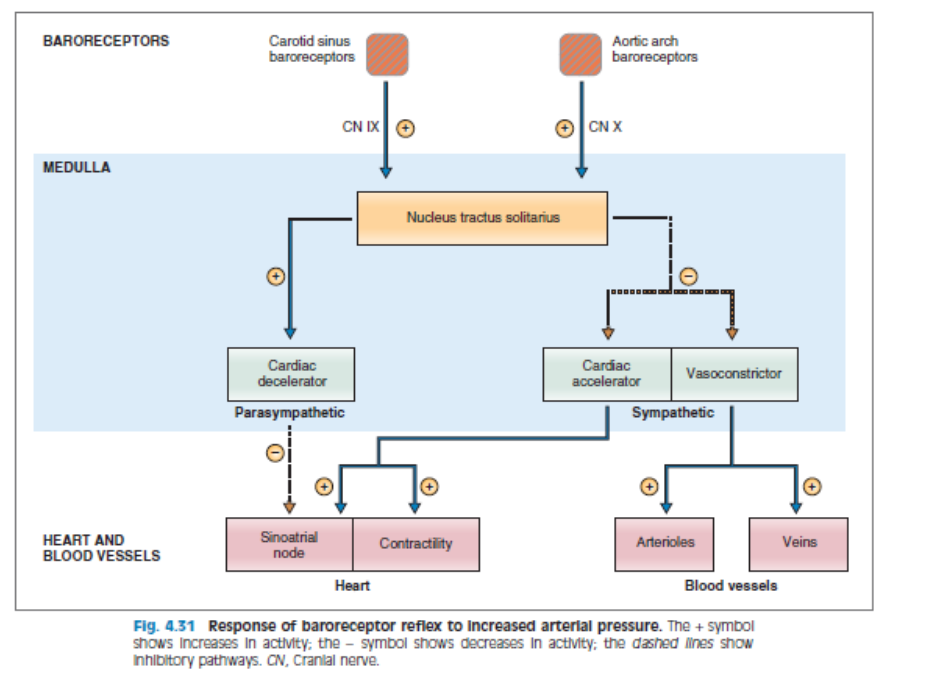 BARORECEPTORS
Carotid sinus
baroreceptors
Aortic arch
baroreceptors
CN IX
+
+
CN X
MEDULLA
Nucleus tractus solitarius
+
−
Cardiac
decelerator
Cardiac
accelerator
Vasoconstrictor
Parasympathetic
Sympathetic
−
+
+
+
+
HEART AND
BLOOD VESSELS
Sinoatrial
node
Contractility
Arterioles
Veins
Heart
Blood vessels
Fig. 4.31 Response of baroreceptor reflex to increased arterial pressure. The + symbol
shows increases in activity; the − symbol shows decreases in activity; the dashed lines show
inhibitory pathways. CN, Cranial nerve.